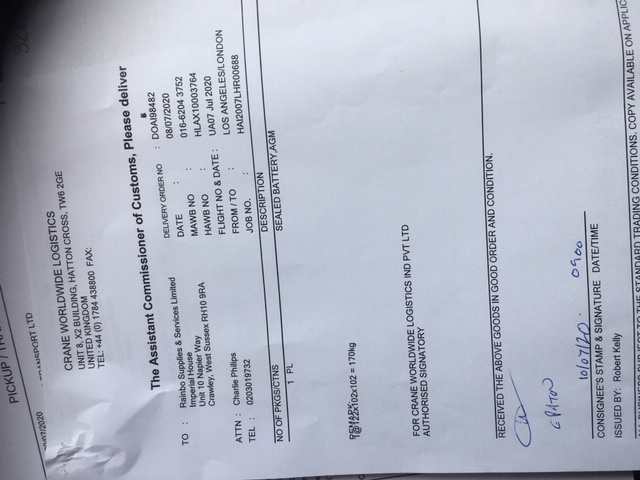 PICKUP / TRA
/07/2020
TRANSPORT LTD
328
CRANE WORLDWIDE LOGISTICS
UNIT 8, X2 BUILDING, HATTON CROSS, TW6 2GE
UNITED KINGDOM
TEL: +44 (0) 1784 438800 FAX:
The Assistant Commissioner of Customs, Please deliver
TO : Rainbo Supplies & Services Limited
Imperial House
Unit 10 Napier Way
Crawley, West Sussex RH10 9RA
ATTN : Charlie Philips
TEL : 0203019732
DELIVERY ORDER NO : DOAI98482
DATE : 08/07/2020
MAWB NO : 016-6204 3752
HAWB NO : HLAX10003764
FLIGHT NO & DATE : UA07 Jul 2020
FROM / TO : LOS ANGELES/LONDON
JOB NO. : HAI2007LHR00688
NO OF PKGS/CTNS DESCRIPTION
1 PL SEALED BATTERY,AGM
REMARK:
1@122x102x102 = 170kg
FOR CRANE WORLDWIDE LOGISTICS IND PVT LTD
AUTHORISED SIGNATORY
RECEIVED THE ABOVE GOODS IN GOOD ORDER AND CONDITION.
10/07/20. 0900
CONSIGNEE'S STAMP & SIGNATURE DATE/TIME
ISSUED BY: Robert Kelly
ALL BUSINESS SUBJECT TO THE STANDARD TRADING CONDITIONS. COPY AVAILABLE ON APPLIC